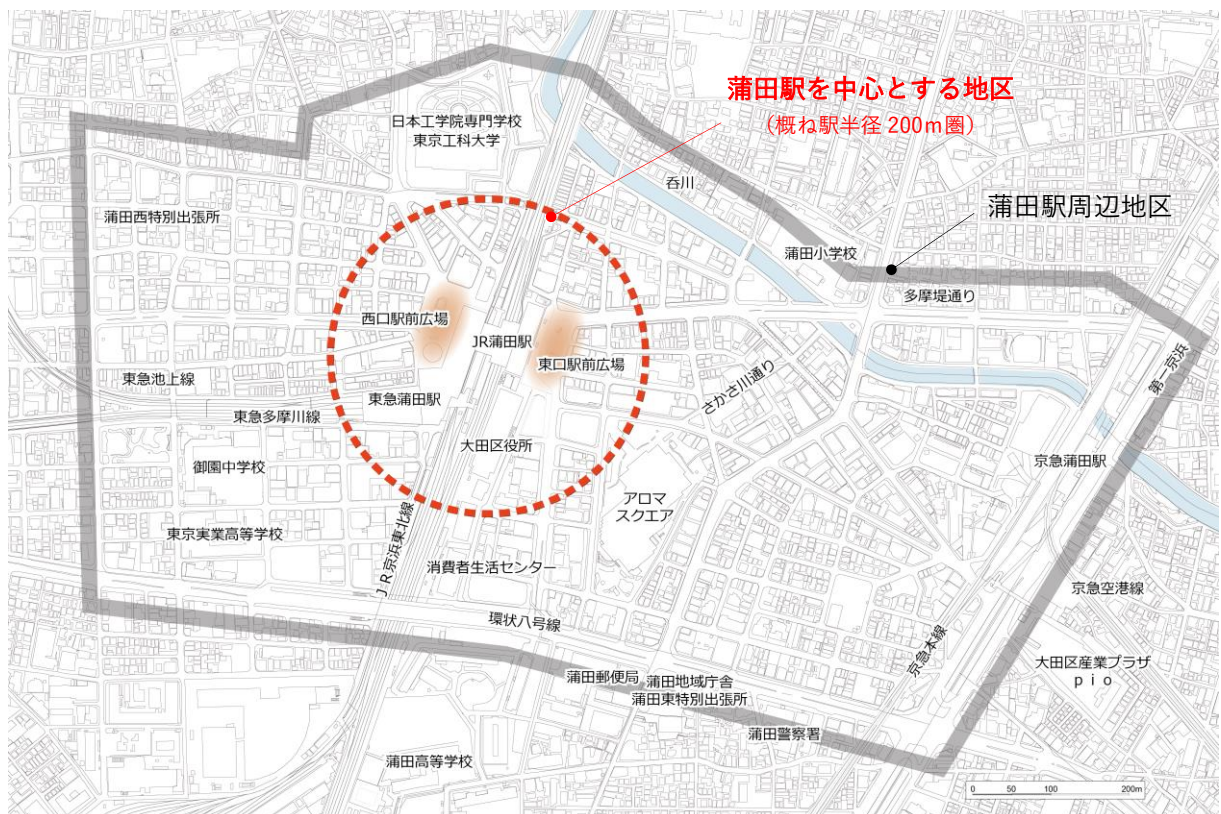 蒲田駅を中心とする地区
(概ね駅半径 200m圏)
日本工学院専門学校
東京工科大学
呑川
蒲田駅周辺地区
蒲田西特別出張所
蒲田小学校
多摩堤通り
西口駅前広場
JR蒲田駅
東口駅前広場
第一京浜
東急池上線
東急蒲田駅
さかさ川通り
東急多摩川線
大田区役所
京急蒲田駅
御園中学校
アロマ
スクエア
東京実業高等学校
JR京浜東北線
消費者生活センター
京急空港線
環状八号線
京急本線
大田区産業プラザ
pio
蒲田郵便局
蒲田地域庁舎
蒲田東特別出張所
蒲田警察署
蒲田高等学校
0 50 100 200m